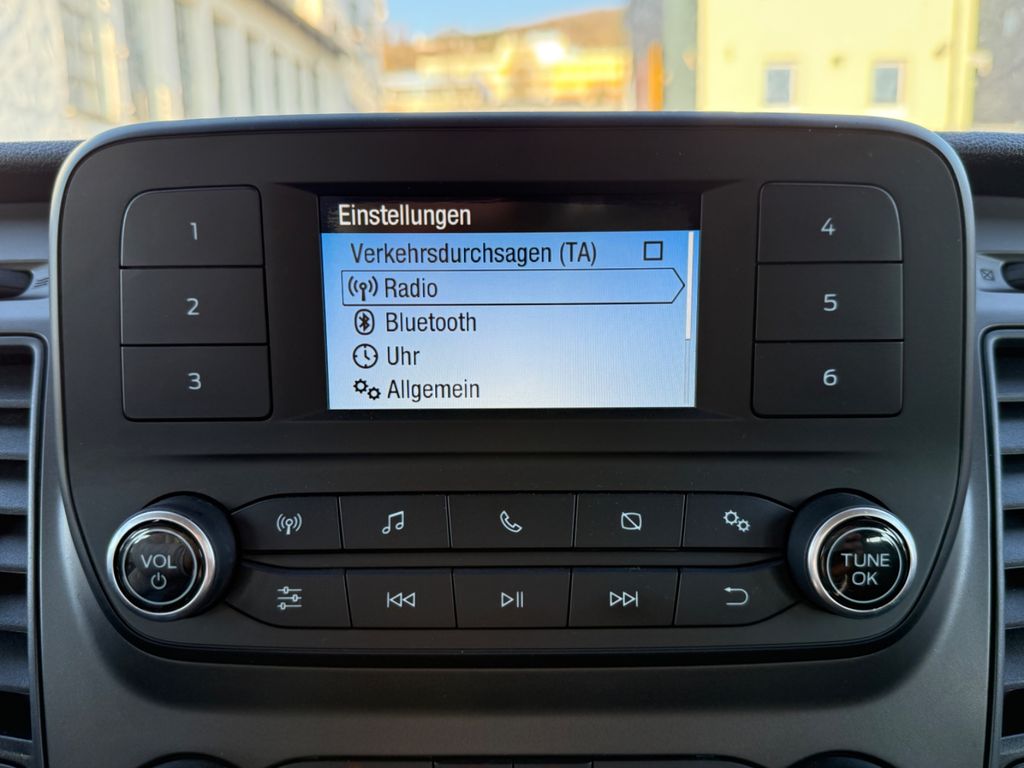 Einstellungen
Verkehrsdurchsagen (TA)
Radio
Bluetooth
Uhr
Allgemein
1
2
3
4
5
6
VOL
TUNE
OK